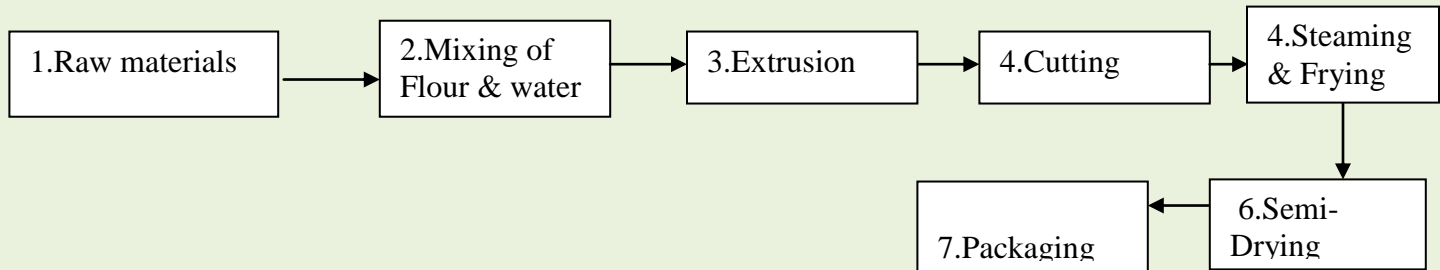 1.Raw materials
2.Mixing of
Flour & water
3.Extrusion
4.Cutting
4.Steaming
& Frying
6.Semi-
Drying
7.Packaging